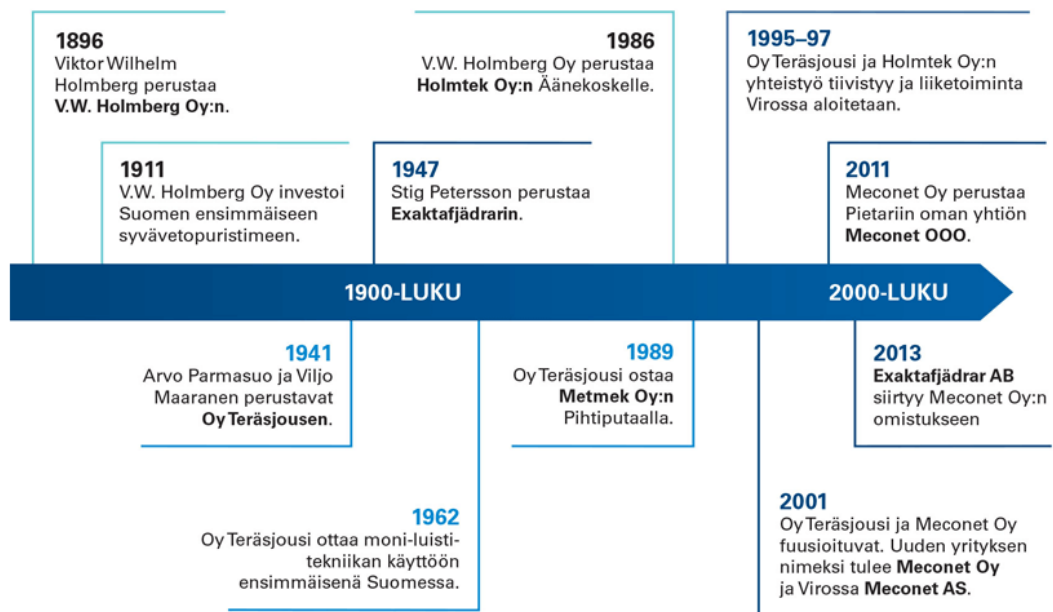 1896
Viktor Wilhelm
Holmberg perustaa
V.W. Holmberg Oy:n.
1986
V.W. Holmberg Oy perustaa
Holmtek Oy:n Äänekoskelle.
1995–97
Oy Teräsjousi ja Holmtek Oy:n
yhteistyö tiivistyy ja liiketoiminta
Virossa aloitetaan.
1911
V.W. Holmberg Oy investoi
Suomen ensimmäiseen
syvävetopuristimeen.
1947
Stig Petersson perustaa
Exaktafjädrarin.
2011
Meconet Oy perustaa
Pietariin oman yhtiön
Meconet OOO.
1900-LUKU
2000-LUKU
1941
Arvo Parmasuo ja Viljo
Maaranen perustavat
Oy Teräsjousen.
1989
Oy Teräsjousi ostaa
Metmek Oy:n
Pihtiputaalla.
2013
Exaktafjädrar AB
siirtyy Meconet Oy:n
omistukseen
1962
Oy Teräsjousi ottaa moni-luisti-
tekniikan käyttöön
ensimmäisenä Suomessa.
2001
Oy Teräsjousi ja Meconet Oy
fuusioituvat. Uuden yrityksen
nimeksi tulee Meconet Oy
ja Virossa Meconet AS.